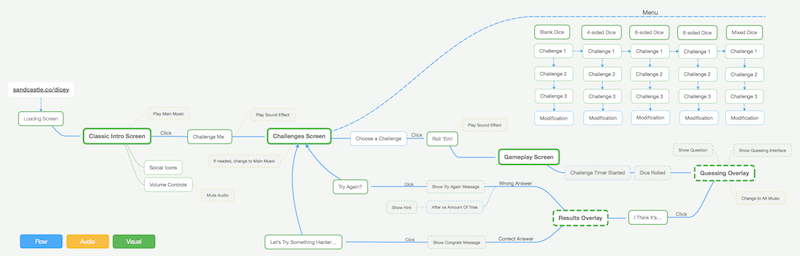 Menu
Blank Dice
4-sided Dice
6-sided Dice
8-sided Dice
Mixed Dice
Challenge 1
Challenge 1
Challenge 1
Challenge 1
Challenge 1
Challenge 2
Challenge 2
Challenge 2
Challenge 2
Challenge 2
Challenge 3
Challenge 3
Challenge 3
Challenge 3
Challenge 3
Modification
Modification
Modification
Modification
Modification
sandcastle.co/dicey
Loading Screen
Play Main Music
Classic Intro Screen
Click
Challenge Me
Social Icons
Volume Controls
Mute Audio
Play Sound Effect
Challenges Screen
If needed, change to Main Music
Choose a Challenge
Click
Roll 'Em!
Play Sound Effect
Gameplay Screen
Challenge Timer Started
Dice Rolled
Show Question
Show Guessing Interface
Guessing Overlay
Change to Alt Music
Click
I Think It's...
Results Overlay
Wrong Answer
Show Try Again Message
Click
Try Again?
After xx Amount Of Tries
Show Hint
Correct Answer
Show Congrats Message
Click
Let's Try Something Harder...
Flow
Audio
Visual